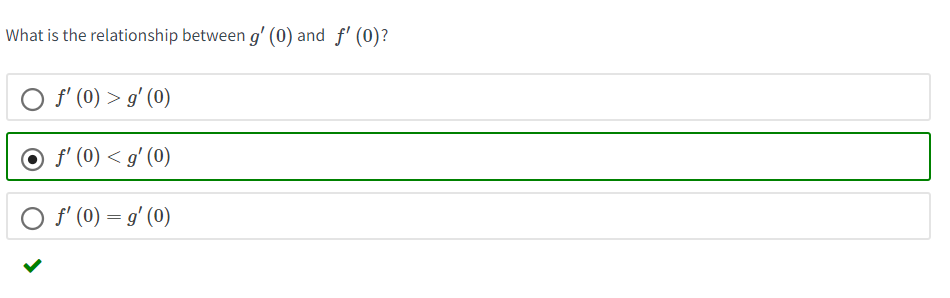 What is the relationship between g′ (0) and f′ (0)?
f′ (0) > g′ (0)
f′ (0) < g′ (0)
f′ (0) = g′ (0)